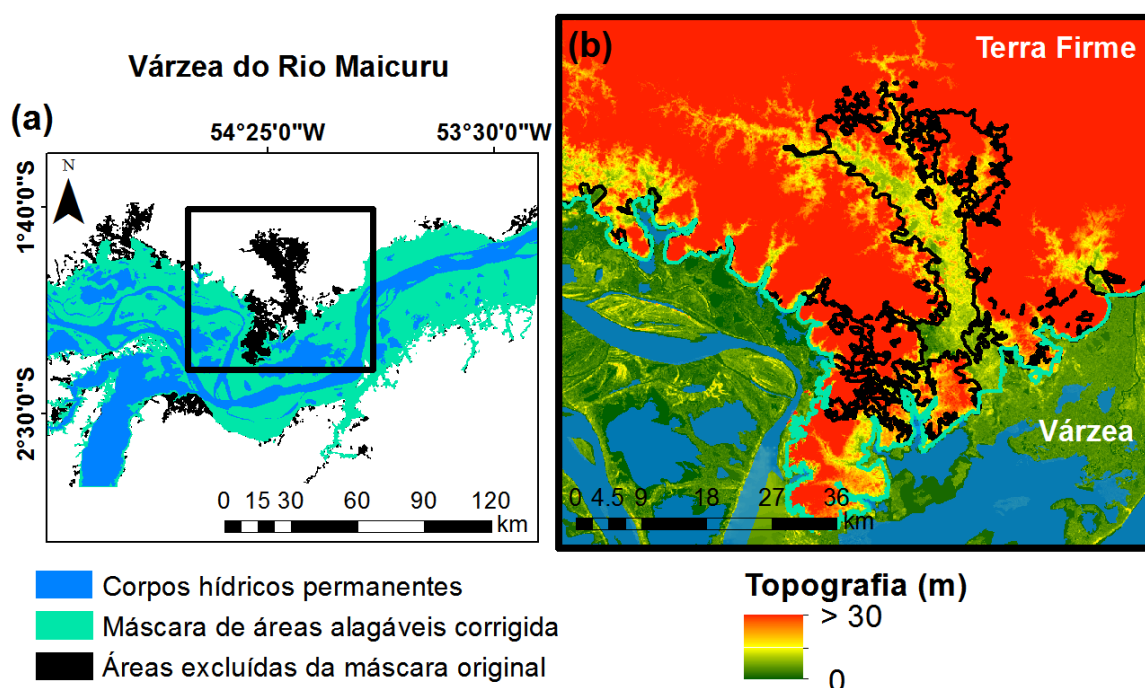 Várzea do Rio Maicuru
(a)
54°25'0"W
53°30'0"W
N
1°40'0"S
2°30'0"S
0 15 30 60 90 120
km
(b)
Terra Firme
Várzea
0 4.5 9 18 27 36
km
Corpos hídricos permanentes
Máscara de áreas alagáveis corrigida
Áreas excluídas da máscara original
Topografia (m)
> 30
0